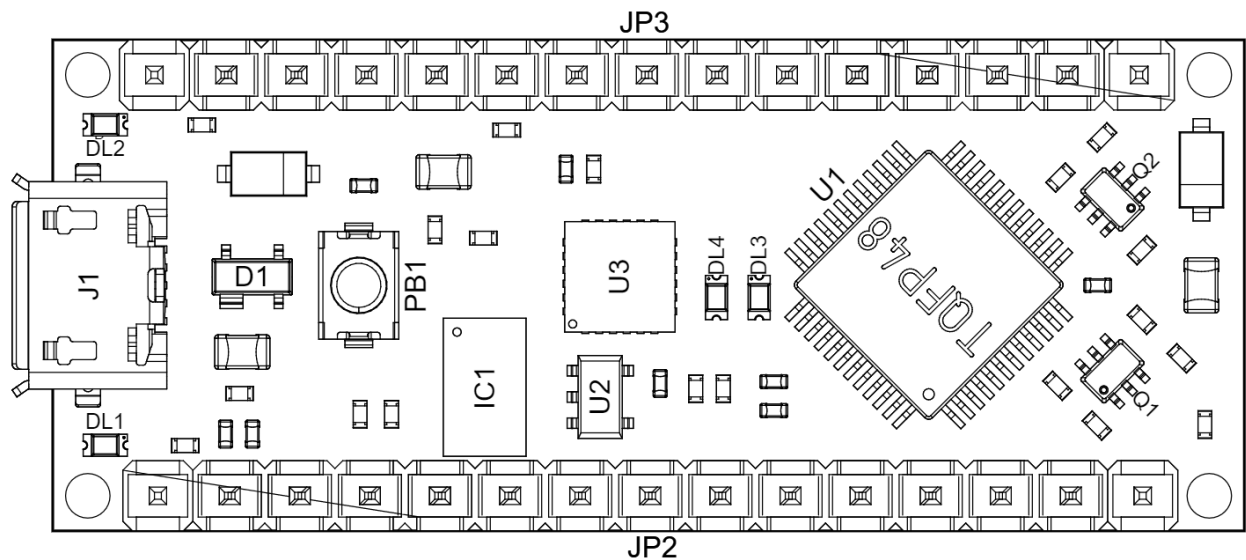 JP3
DL2
Q2
U1
TQFP48
J1
D1
PB1
U3
DL4
DL3
IC1
U2
DL1
Q1
JP2